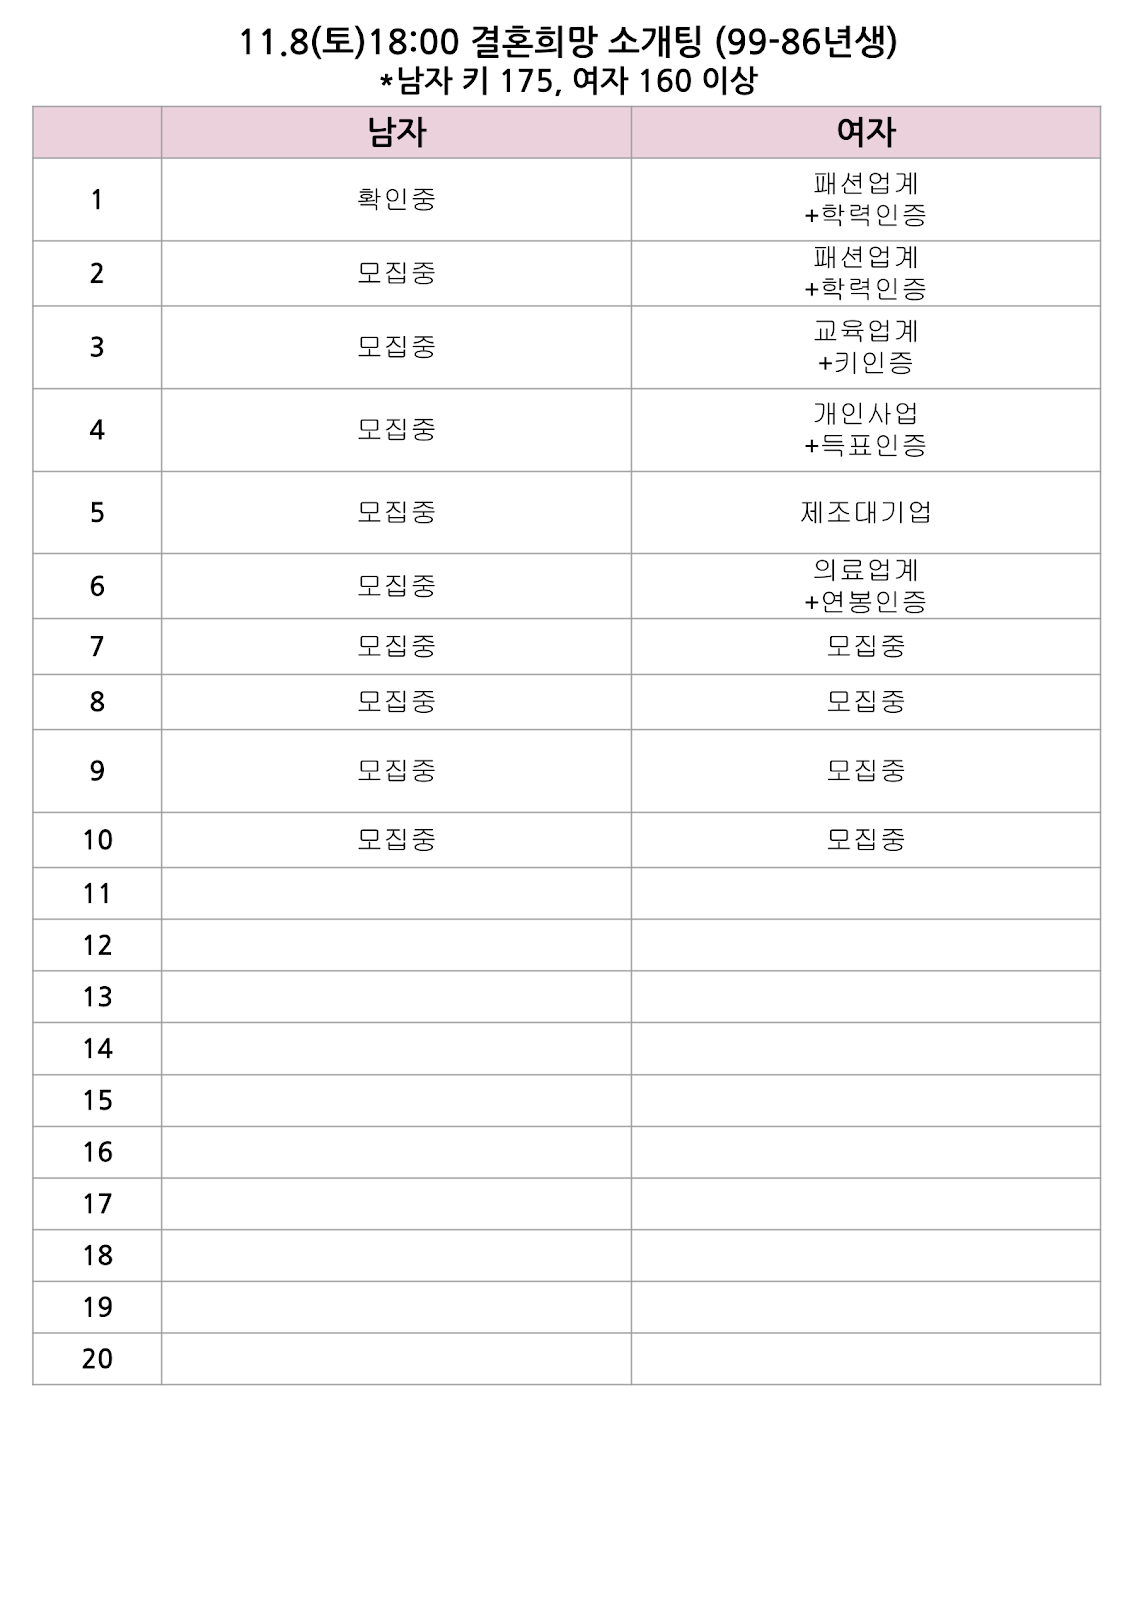 11.8(토)18:00 결혼희망 소개팅 (99-86년생)
*남자 키 175, 여자 160 이상
남자 여자
1 확인중 패션업계
+학력인증
2 모집중 패션업계
+학력인증
3 모집중 교육업계
+키인증
4 모집중 개인사업
+득표인증
5 모집중 제조대기업
6 모집중 의료업계
+연봉인증
7 모집중 모집중
8 모집중 모집중
9 모집중 모집중
10 모집중 모집중
11
12
13
14
15
16
17
18
19
20